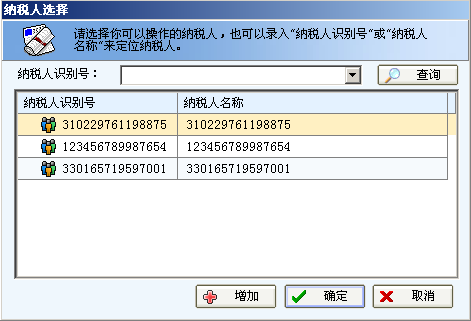 纳税人选择
请选择你可以操作的纳税人，也可以录入"纳税人识别号"或"纳税人
名称"来定位纳税人。
纳税人识别号： 查询
纳税人识别号 纳税人名称
310229761198875 310229761198875
123456789987654 123456789987654
330165719597001 330165719597001
增加 确定 取消